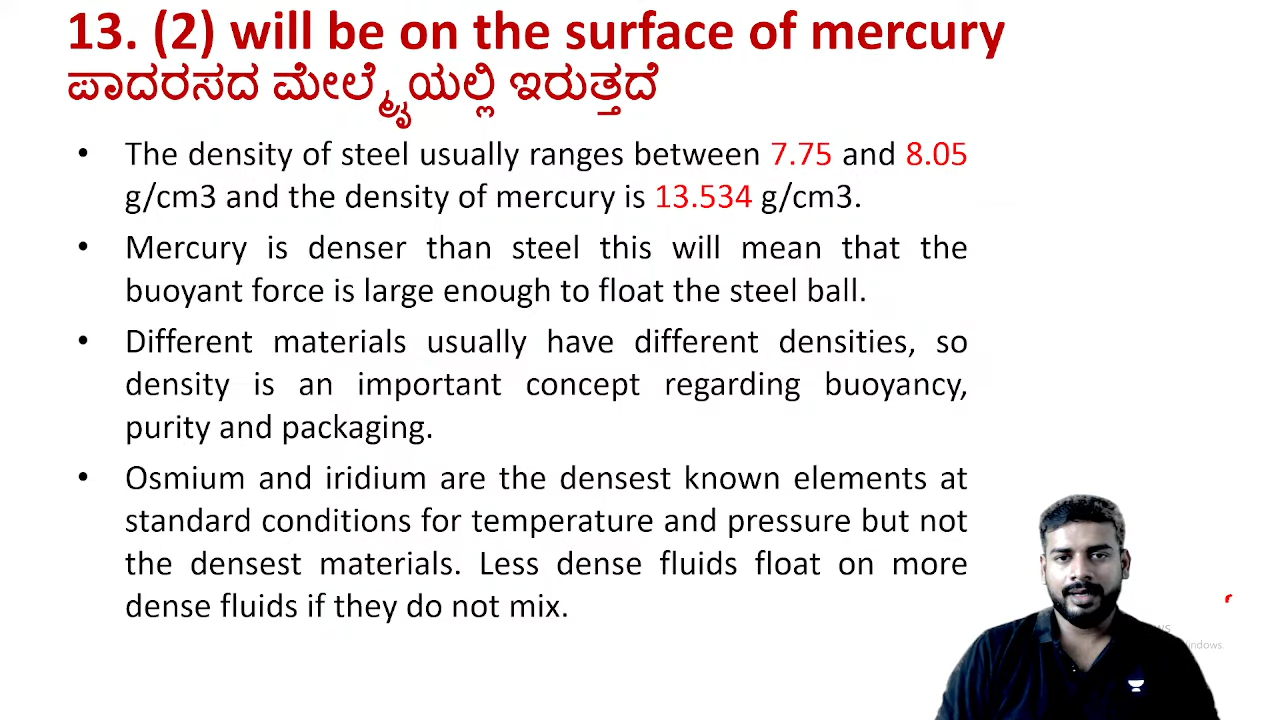 13. (2) will be on the surface of mercury
ಪಾದರಸದ ಮೇಲ್ಮೈಯಲ್ಲಿ ಇರುತ್ತದೆ
• The density of steel usually ranges between 7.75 and 8.05
g/cm3 and the density of mercury is 13.534 g/cm3.
• Mercury is denser than steel this will mean that the
buoyant force is large enough to float the steel ball.
• Different materials usually have different densities, so
density is an important concept regarding buoyancy,
purity and packaging.
• Osmium and iridium are the densest known elements at
standard conditions for temperature and pressure but not
the densest materials. Less dense fluids float on more
dense fluids if they do not mix.